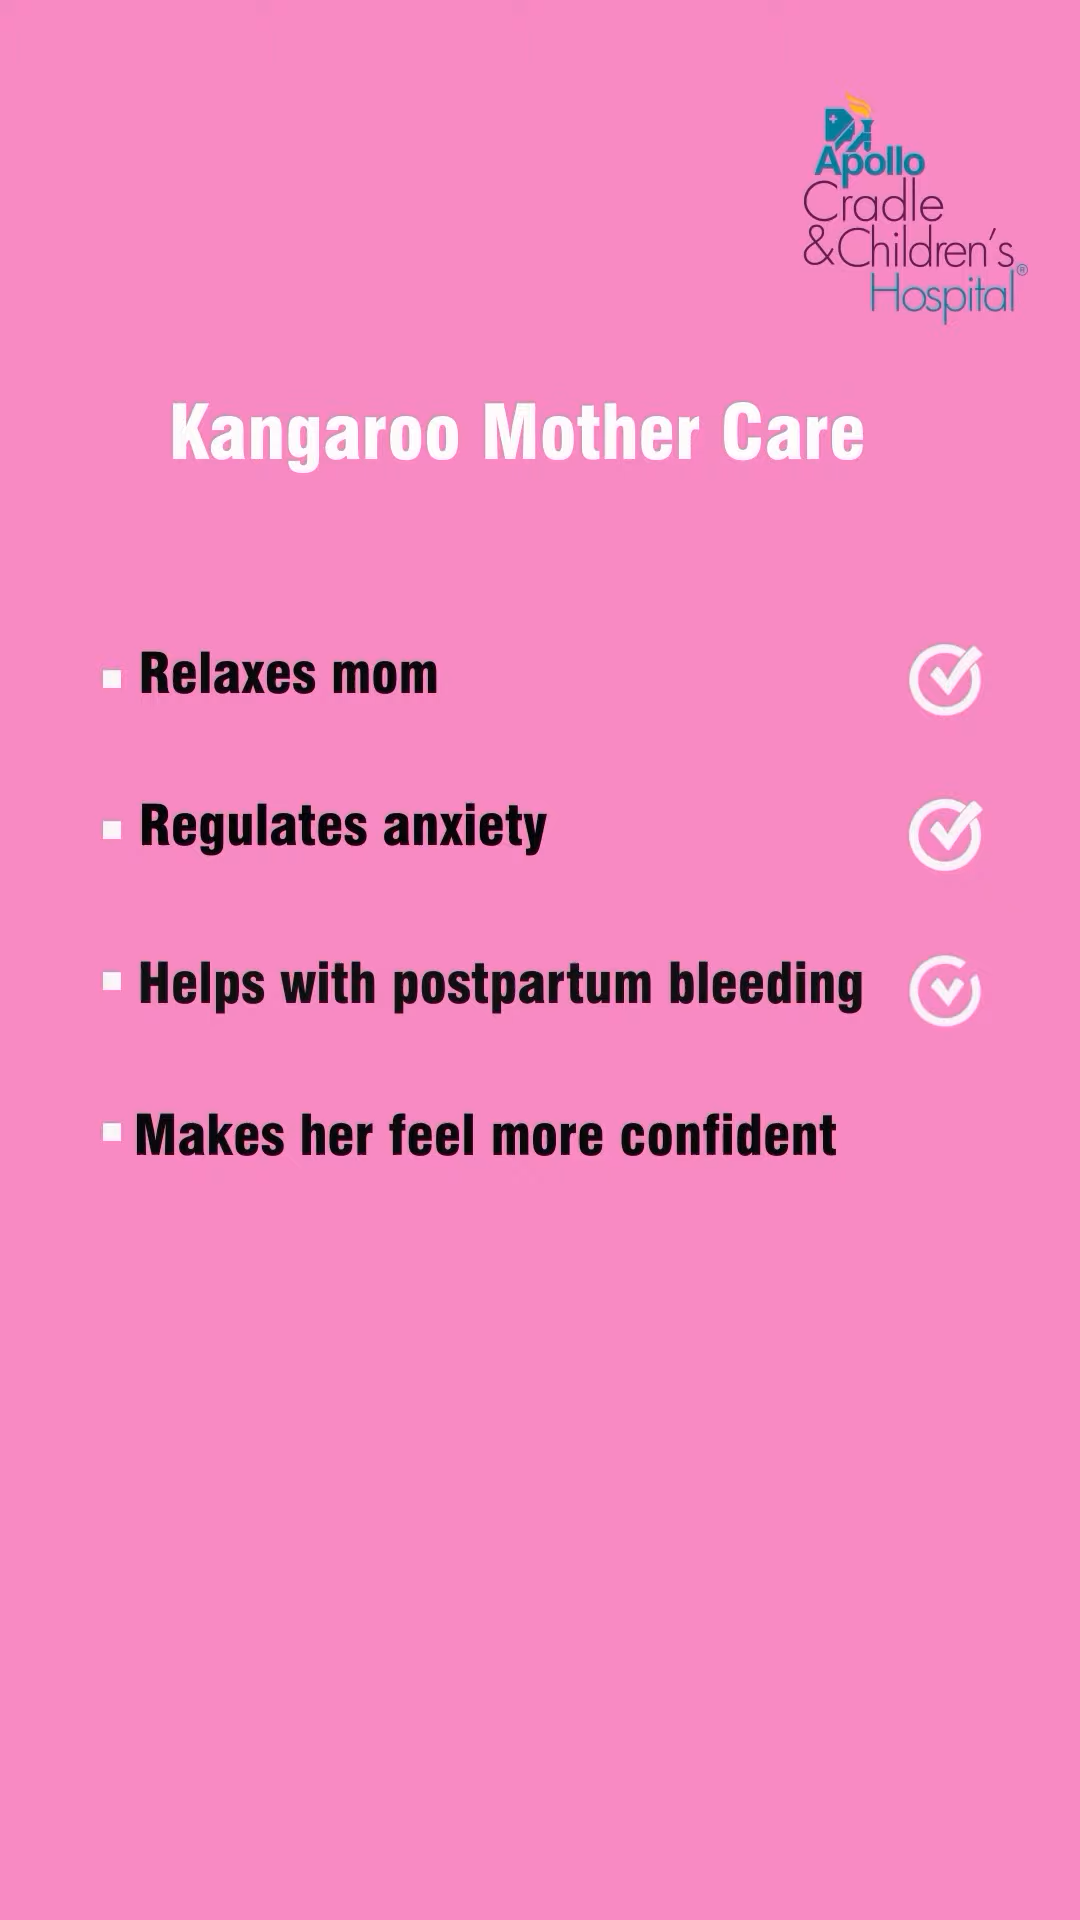 Apollo
Cradle
&Children's
Hospital®
Kangaroo Mother Care
Relaxes mom
Regulates anxiety
Helps with postpartum bleeding
Makes her feel more confident